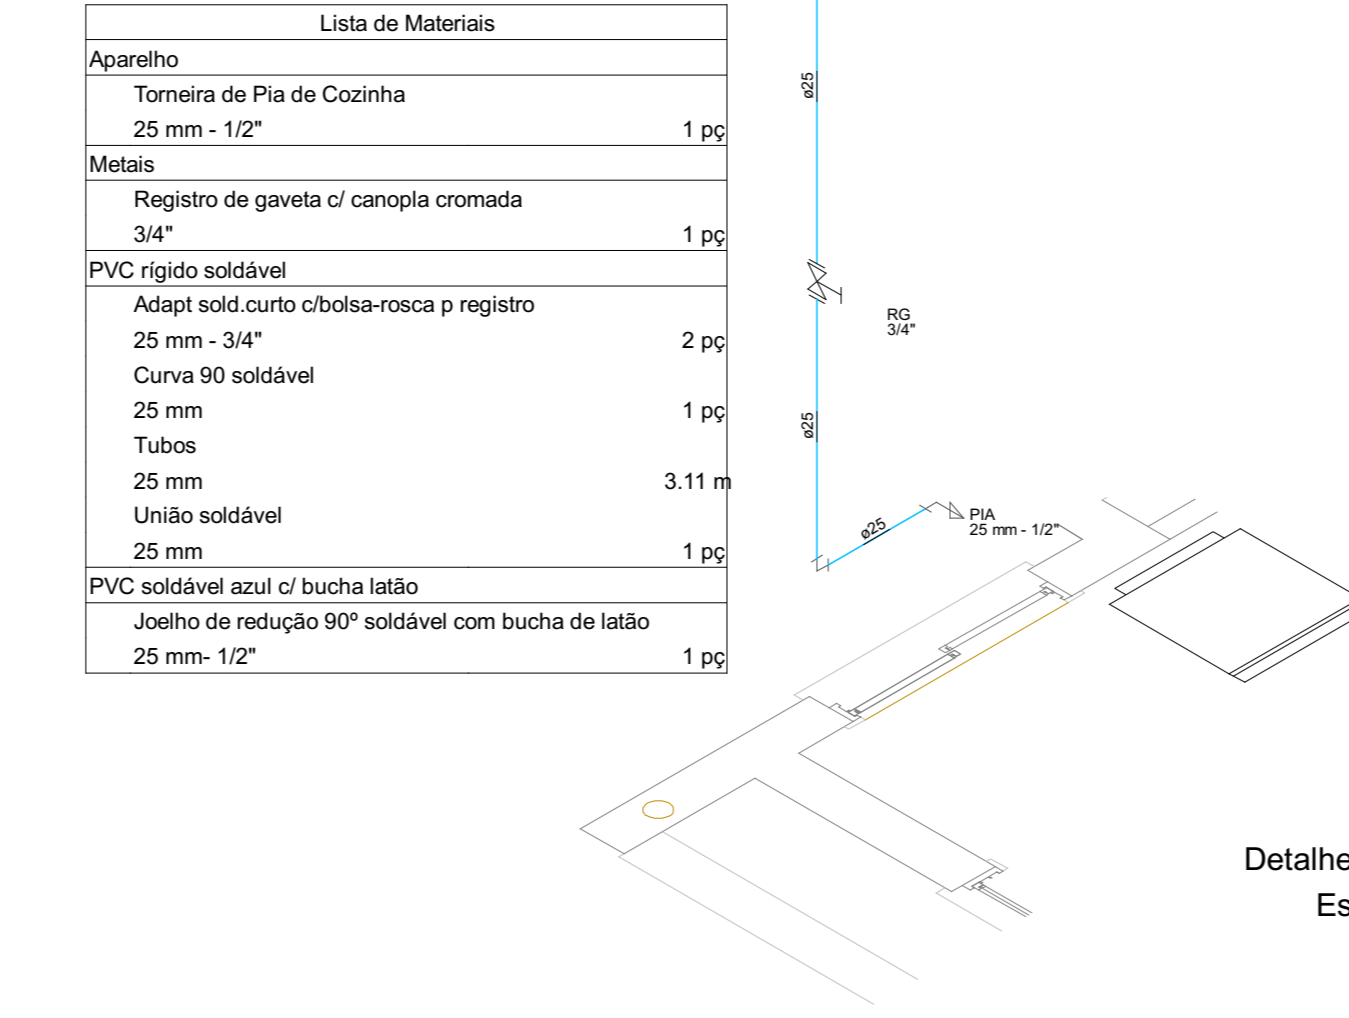 Lista de Materiais
Aparelho
Torneira de Pia de Cozinha
25 mm - 1/2" 1 pç
Metais
Registro de gaveta c/ canopla cromada
3/4" 1 pç
PVC rígido soldável
Adapt sold.curto c/bolsa-rosca p registro
25 mm - 3/4" 2 pç
Curva 90 soldável
25 mm 1 pç
Tubos
25 mm 3.11 m
União soldável
25 mm 1 pç
PVC soldável azul c/ bucha latão
Joelho de redução 90º soldável com bucha de latão
25 mm- 1/2" 1 pç
ø25
RG
3/4"
ø25
ø25
PIA
25 mm - 1/2"
Detalhe
Es